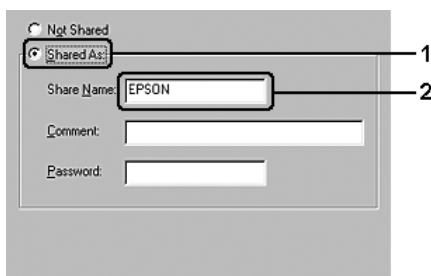 Not Shared
Shared As: 1
Share Name: EPSON 2
Comment:
Password: